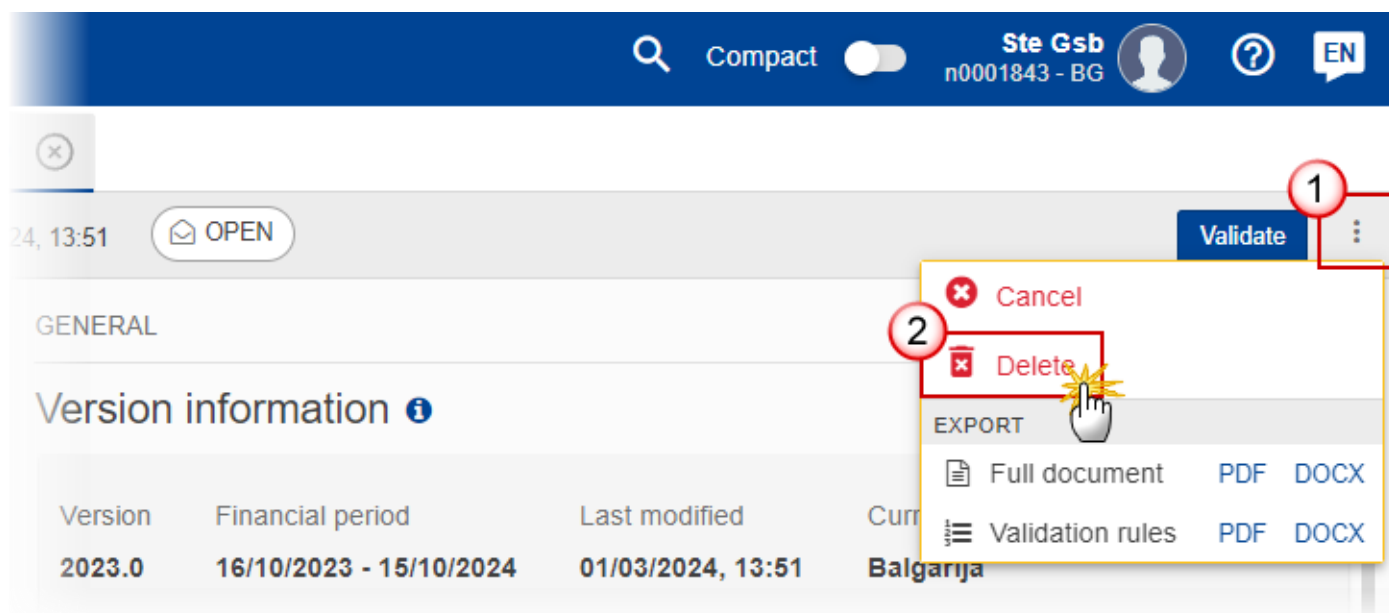 Compact
Ste Gsb
n0001843 - BG
EN
1
24, 13:51
OPEN
Validate
Cancel
2
Delete
GENERAL
Version information
EXPORT
Full document PDF DOCX
Validation rules PDF DOCX
Version Financial period Last modified Curr
2023.0 16/10/2023 - 15/10/2024 01/03/2024, 13:51 Balgarija